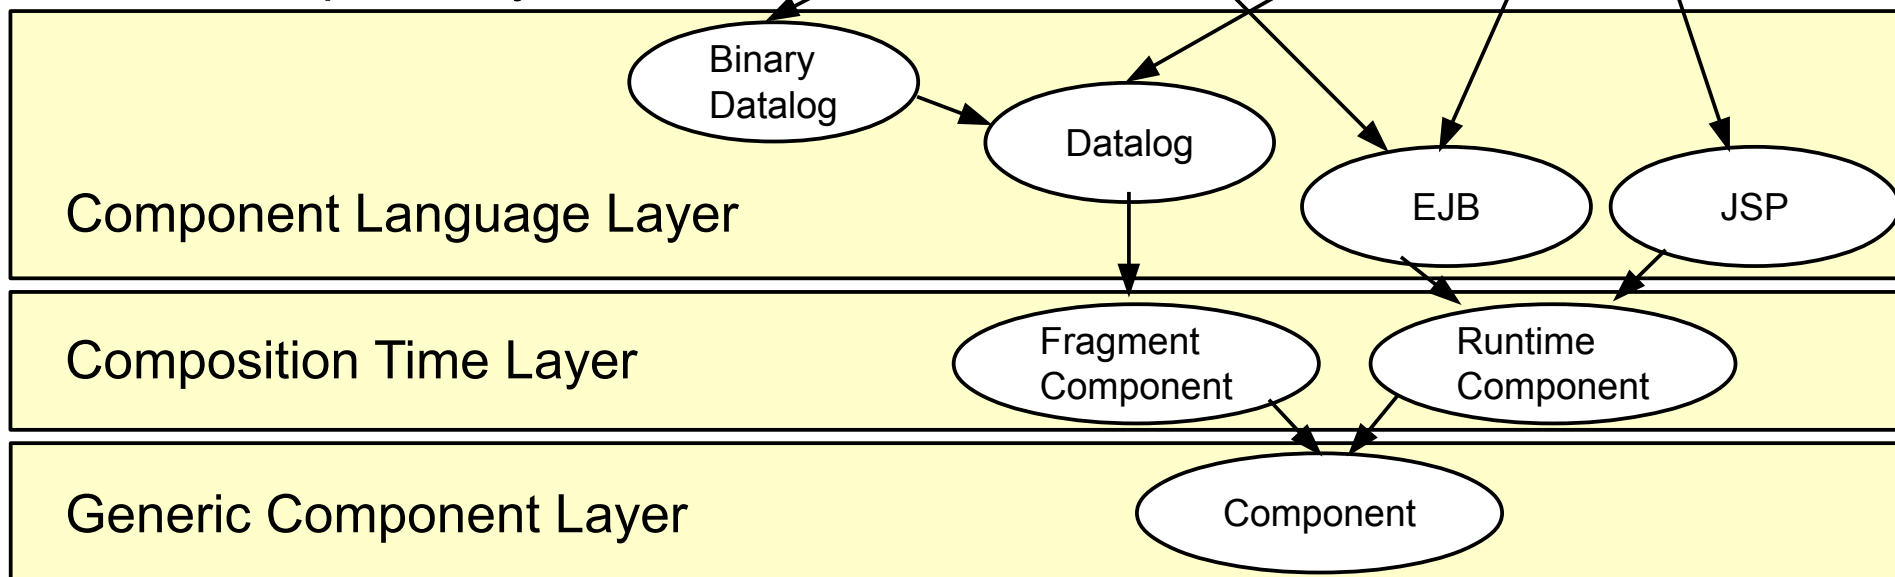 Binary
Datalog
Datalog
Component Language Layer
EJB
JSP
Fragment
Component
Runtime
Component
Composition Time Layer
Generic Component Layer
Component